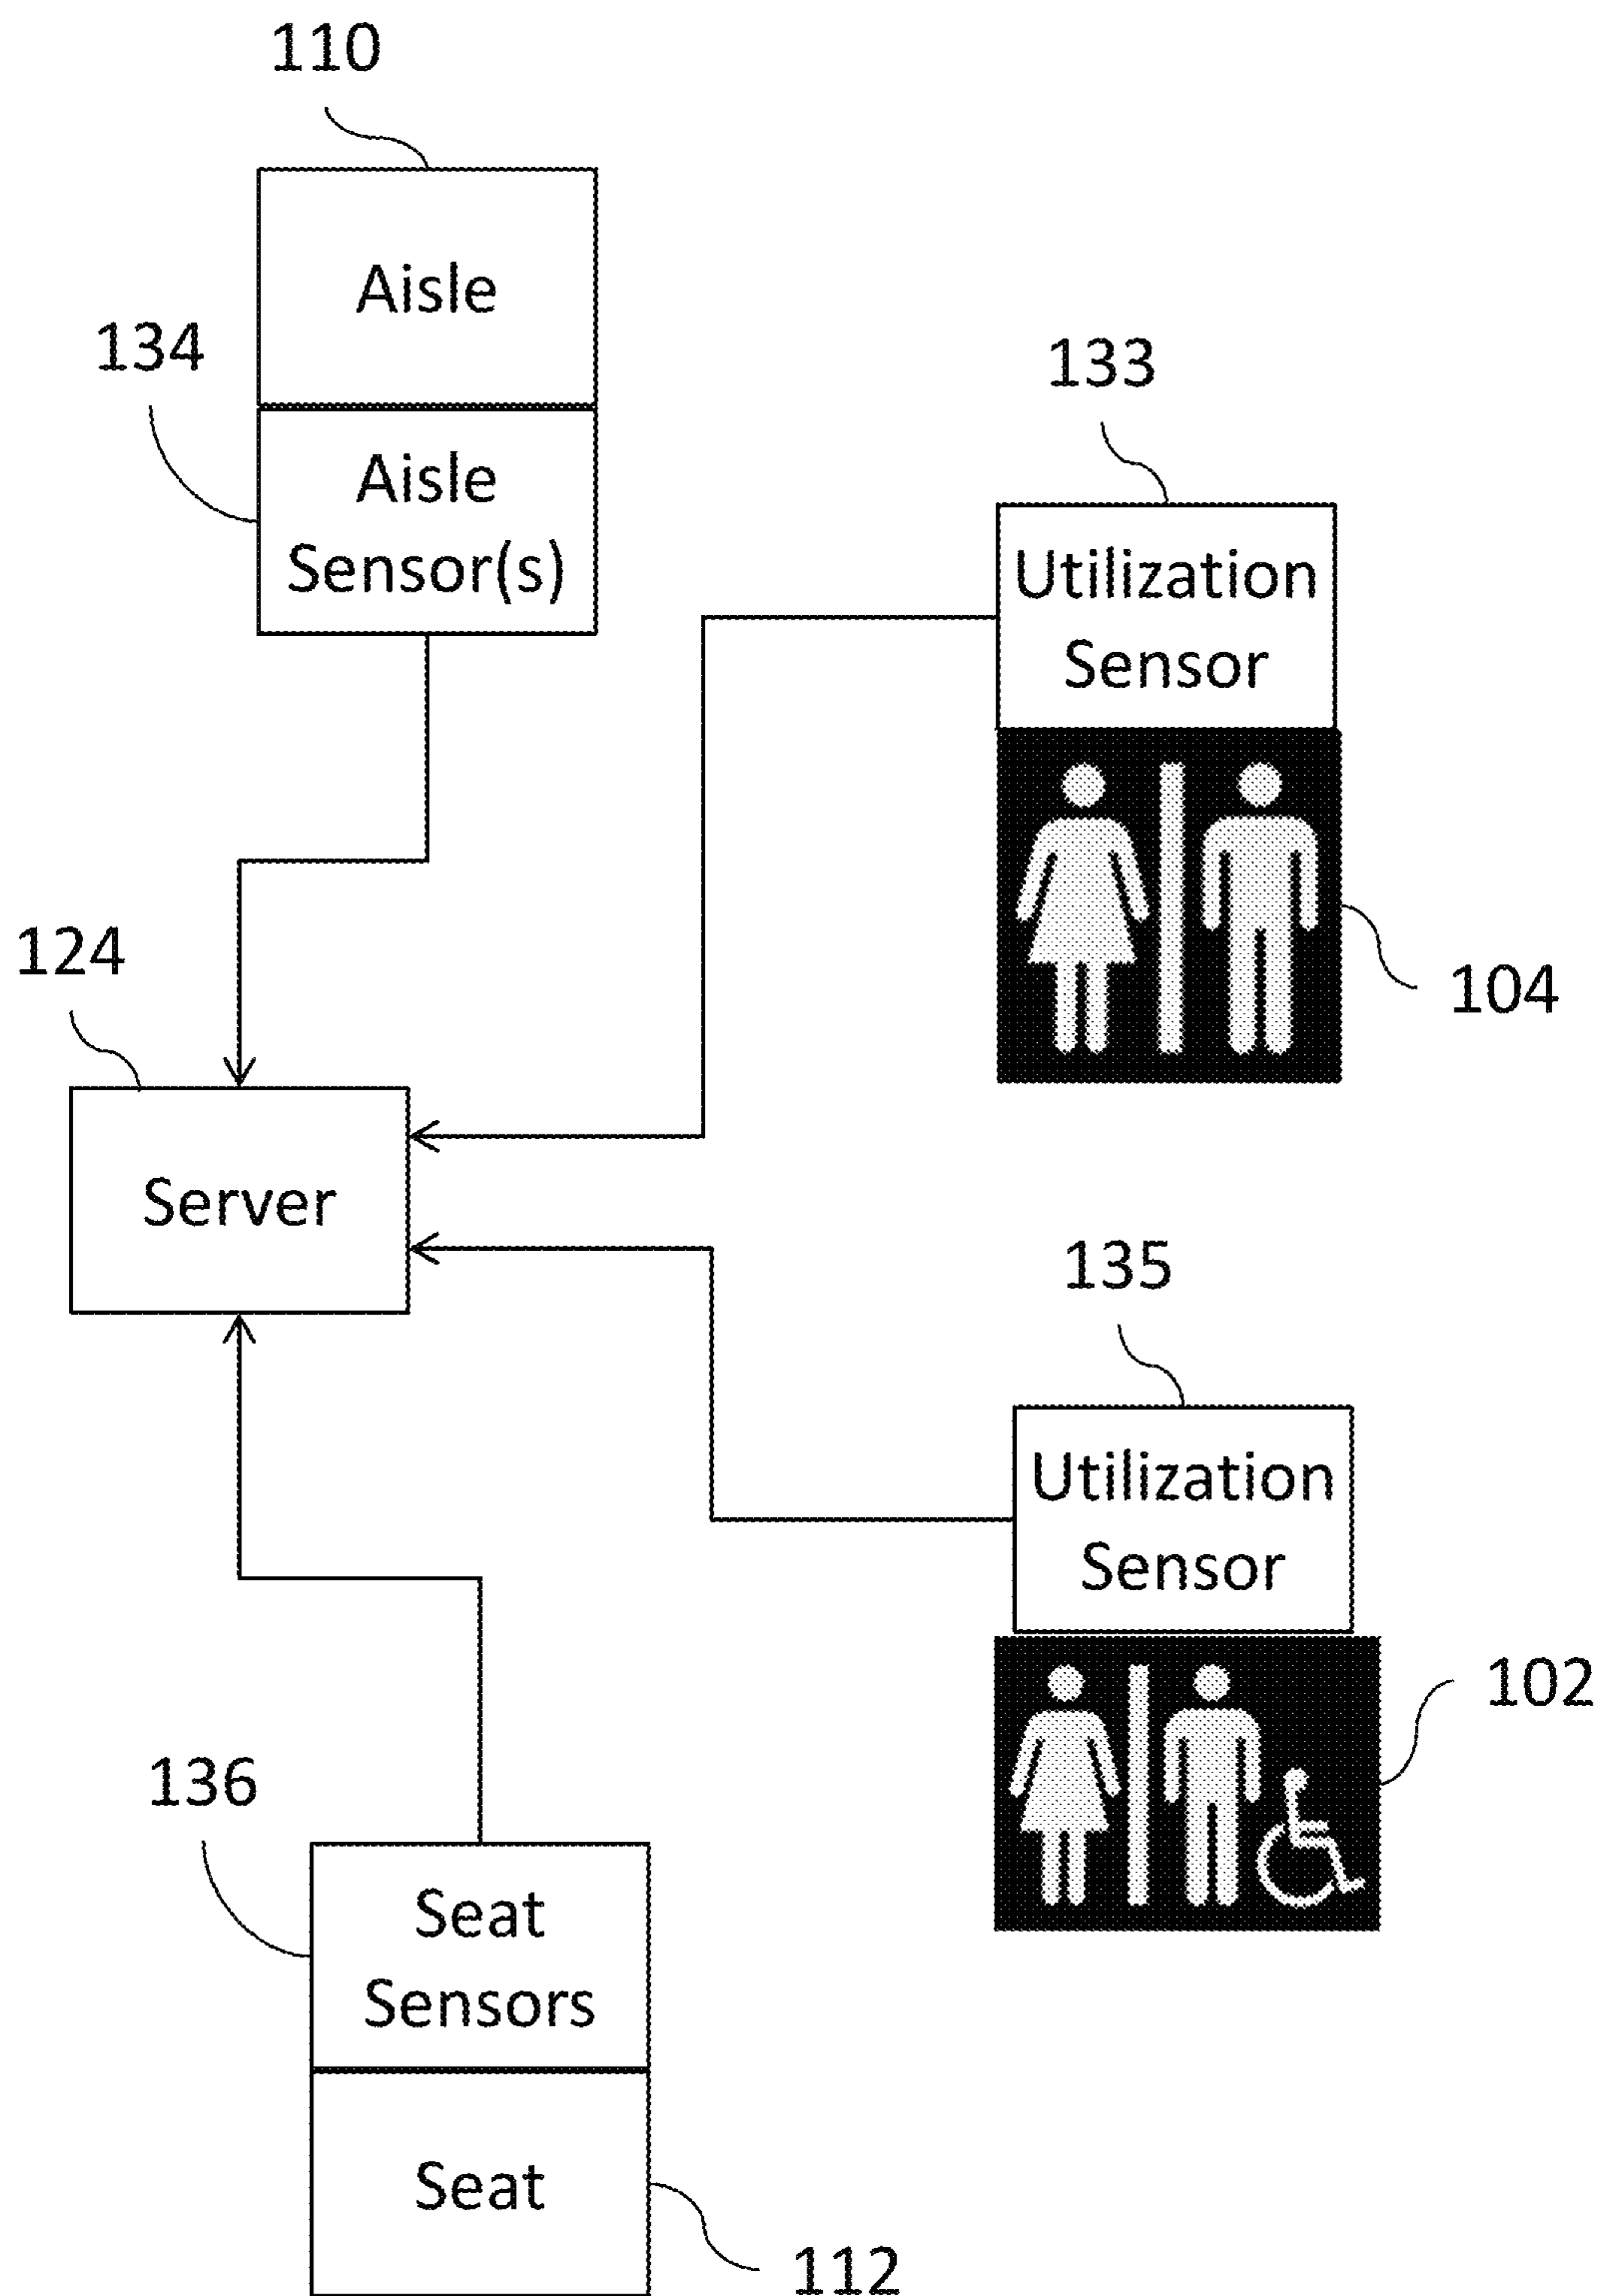 110
Aisle
134
Aisle
Sensor(s)
133
Utilization
Sensor
104
124
Server
135
Utilization
Sensor
102
136
Seat
Sensors
Seat
112